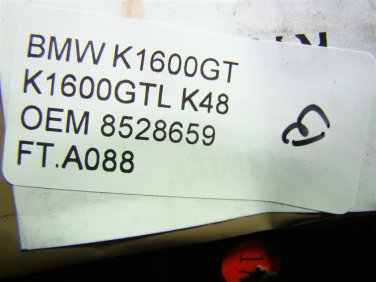 BMW K1600GT
K1600GTL K48
OEM 8528659
FT.A088